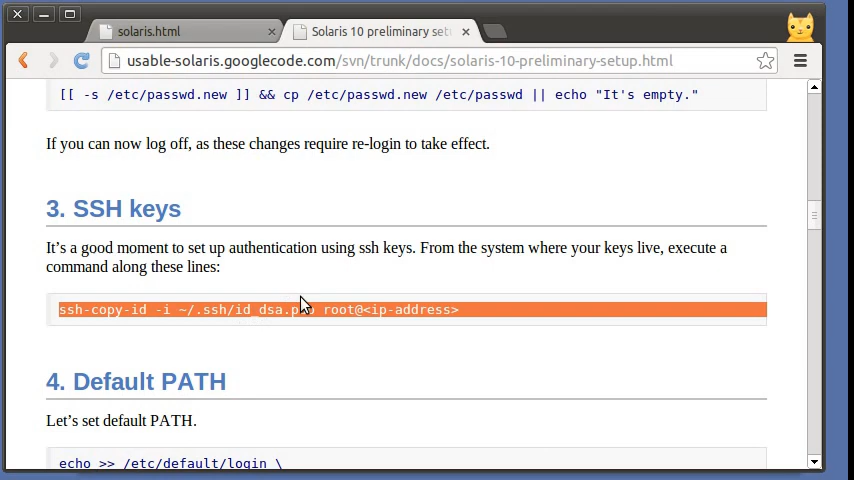 solaris.html
Solaris 10 preliminary set
usable-solaris.googlecode.com/svn/trunk/docs/solaris-10-preliminary-setup.html
[[ -s /etc/passwd.new ]] && cp /etc/passwd.new /etc/passwd || echo "It's empty."
If you can now log off, as these changes require re-login to take effect.
3. SSH keys
It's a good moment to set up authentication using ssh keys. From the system where your keys live, execute a
command along these lines:
ssh-copy-id -i ~/.ssh/id_dsa.pub root@<ip-address>
4. Default PATH
Let's set default PATH.
echo >> /etc/default/login \